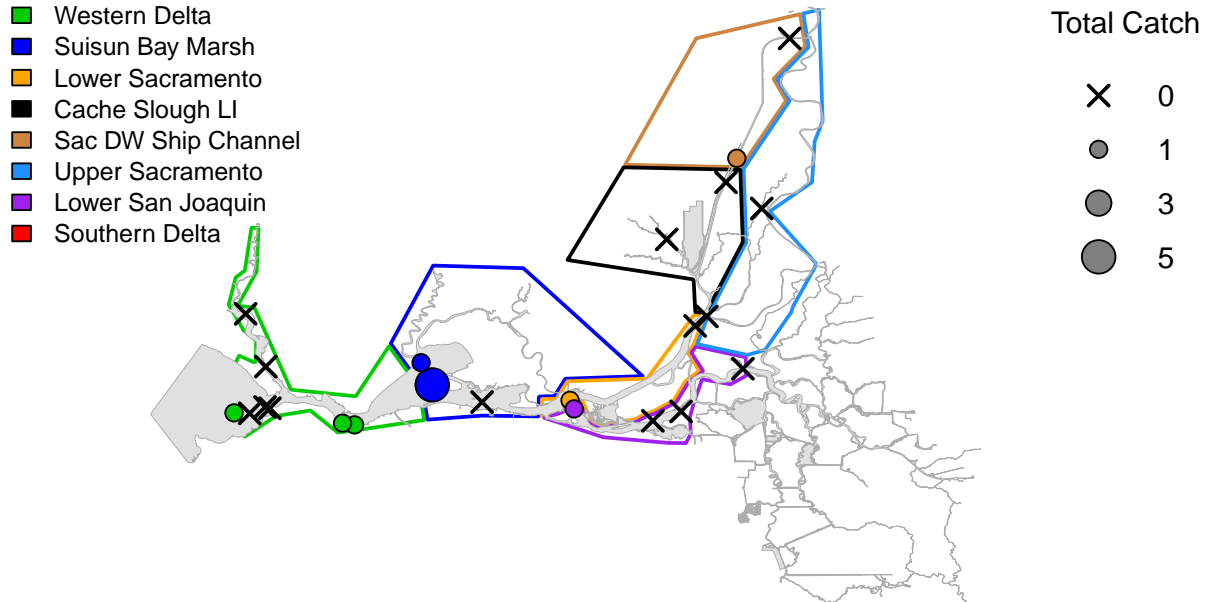 Western Delta
Suisun Bay Marsh
Lower Sacramento
Cache Slough LI
Sac DW Ship Channel
Upper Sacramento
Lower San Joaquin
Southern Delta
Total Catch
0
1
3
5